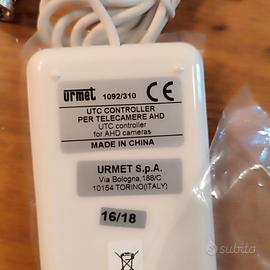 urmet 1092/310 CE
UTC CONTROLLER
PER TELECAMERE AHD
UTC controller
for AHD cameras
MADE IN CHINA
URMET S.p.A.
Via Bologna,188/C
10154 TORINO(ITALY)
16/18
subito